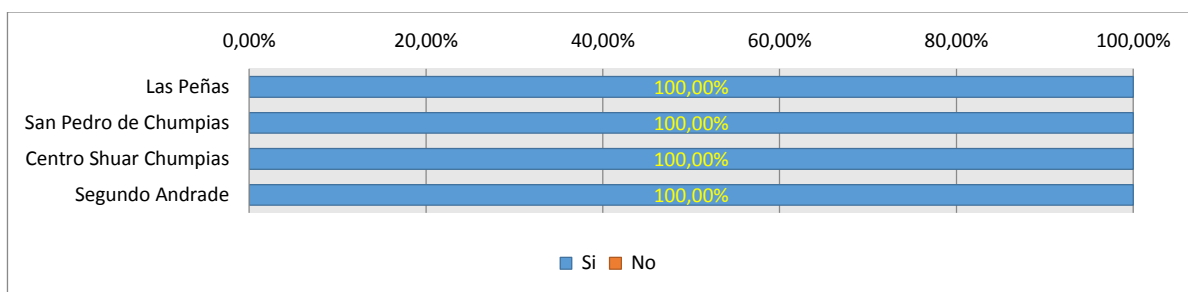 0,00% 20,00% 40,00% 60,00% 80,00% 100,00%
Las Peñas 100,00%
San Pedro de Chumpias 100,00%
Centro Shuar Chumpias 100,00%
Segundo Andrade 100,00%
Si No